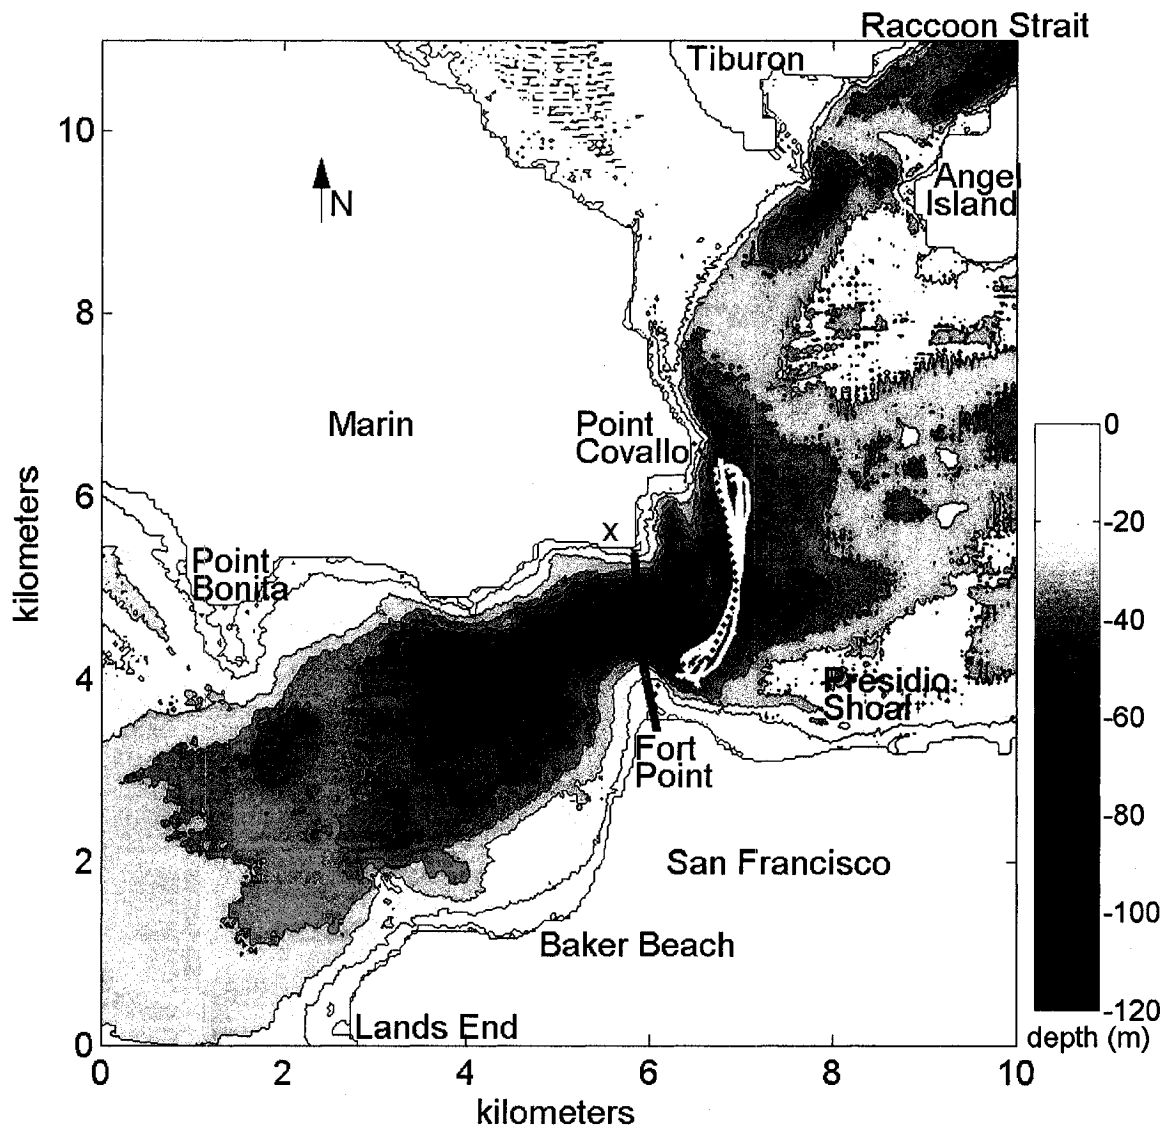 Raccoon Strait
Tiburon
10
Angel
Island
N
8
Marin
Point
Covallo
0
6
-20
x
Point
Bonita
-40
kilometers
4
Presidio
Shoal
-60
Fort
Point
-80
2
San Francisco
-100
Baker Beach
-120
0
Lands End
depth (m)
0
2
4
6
8
10
kilometers